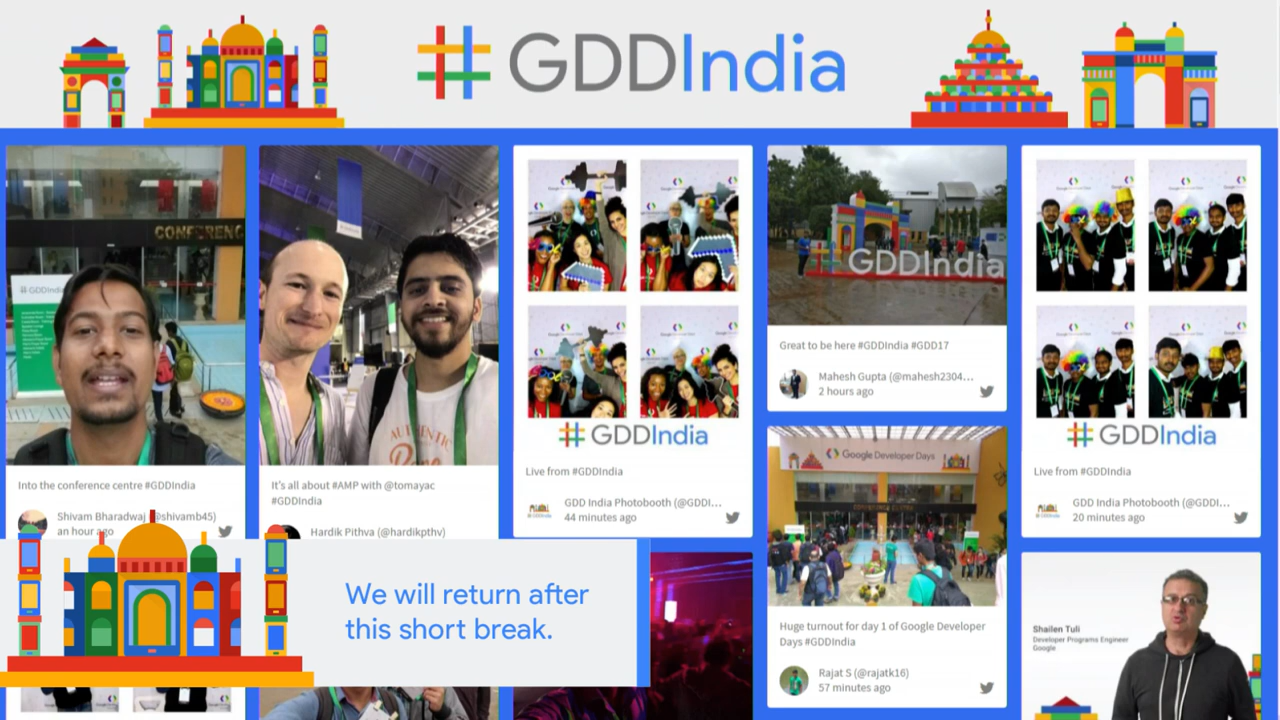 #GDDIndia
CONFERENC
#GDDIndia
Into the conference centre #GDDIndia
Shivam Bharadwaj (@shivamb45)
an hour ago
It's all about #AMP with @tomayac
#GDDIndia
Hardik Pithva (@hardikpthv)
#GDDIndia
Live from #GDDIndia
GDD India Photobooth (@GDDI...
44 minutes ago
#GDDIndia
Great to be here #GDDIndia #GDD17
Mahesh Gupta (@mahesh2304...
2 hours ago
Google Developer Days
Huge turnout for day 1 of Google Developer
Days #GDDIndia
Rajat S (@rajatk16)
57 minutes ago
#GDDIndia
Live from #GDDIndia
GDD India Photobooth (@GDDI...
20 minutes ago
Shailen Tuli
Developer Programs Engineer
Google
We will return after
this short break.